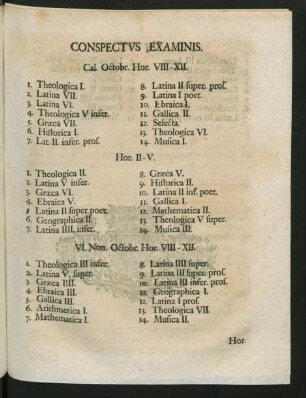 CONSPECTVS EXAMINIS.
Cal. Octobr. Hor. VIII-XII.
1. Theologica I.
2. Latina VII.
3. Latina VI.
4. Theologica V infer.
5. Græca VII.
6. Historica I.
7. Lat. II. infer. prof.
8. Latina II super. prof.
9. Latina I poet.
10. Ebraica I.
11. Gallica II.
12. Selecta.
13. Theologica VI.
14. Musica I.
Hor. II-V.
1. Theologica II.
2. Latina V infer.
3. Græca VI.
4. Ebraica V.
Latina II super poet.
6. Geographica II
7. Latina IIII. infer.
8. Græca V.
9. Historica II.
10. Latina II inf. poet.
11. Gallica I.
12. Mathematica II.
13. Theologica V super.
14. Musica III.
VI. Non. Octobr. Hor. VIII-XII.
1. Theologica III infer.
2. Latina V. super.
3. Græca IIII.
4. Ebraica III.
5. Gallica III.
6. Arithmetica I.
7. Mathematica I.
8. Latina IIII super.
9. Latina III super. prof.
10. Latina III infer. prof.
11. Geographica I.
12. Latina I prof.
13. Theologica VII.
14. Musica II.
Hor.